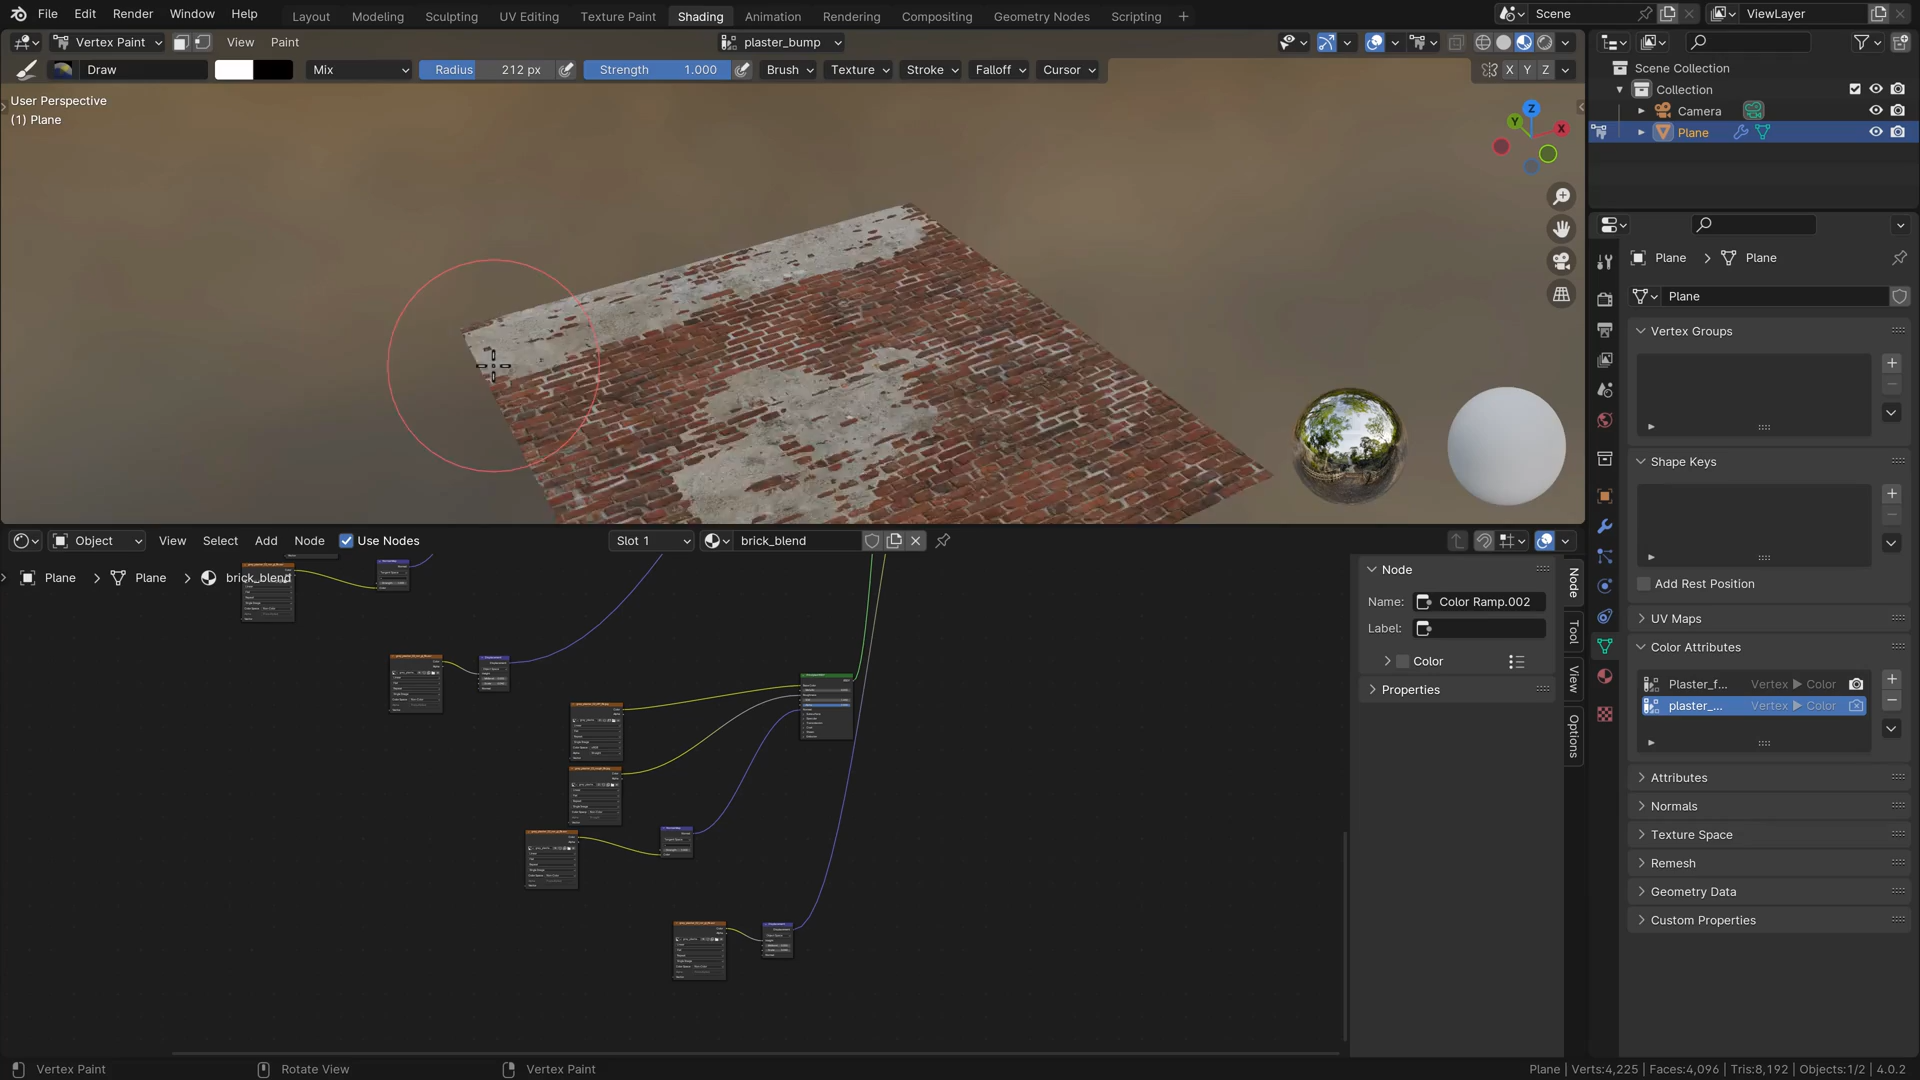 File Edit Render Window Help
Layout Modeling Sculpting UV Editing Texture Paint Shading Animation Rendering Compositing Geometry Nodes Scripting
Scene
ViewLayer
Vertex Paint View Paint
plaster_bump
Draw
Mix
Radius 212 px
Strength 1.000
Brush Texture Stroke Falloff Cursor
X Y Z
User Perspective
(1) Plane
Z
Y
X
Scene Collection
Collection
Camera
Plane
Plane Plane
Plane
Vertex Groups
Shape Keys
Add Rest Position
UV Maps
Color Attributes
Plaster_f... Vertex Color
plaster_... Vertex Color
Attributes
Normals
Texture Space
Remesh
Geometry Data
Custom Properties
Object View Select Add Node Use Nodes
Slot 1
brick_blend
Plane Plane brick_blend
Node
Name: Color Ramp.002
Label:
Color
Properties
Node
Tool
View
Options
Vertex Paint
Rotate View
Vertex Paint
Plane | Verts:4,225 | Faces:4,096 | Tris:8,192 | Objects:1/2 | 4.0.2